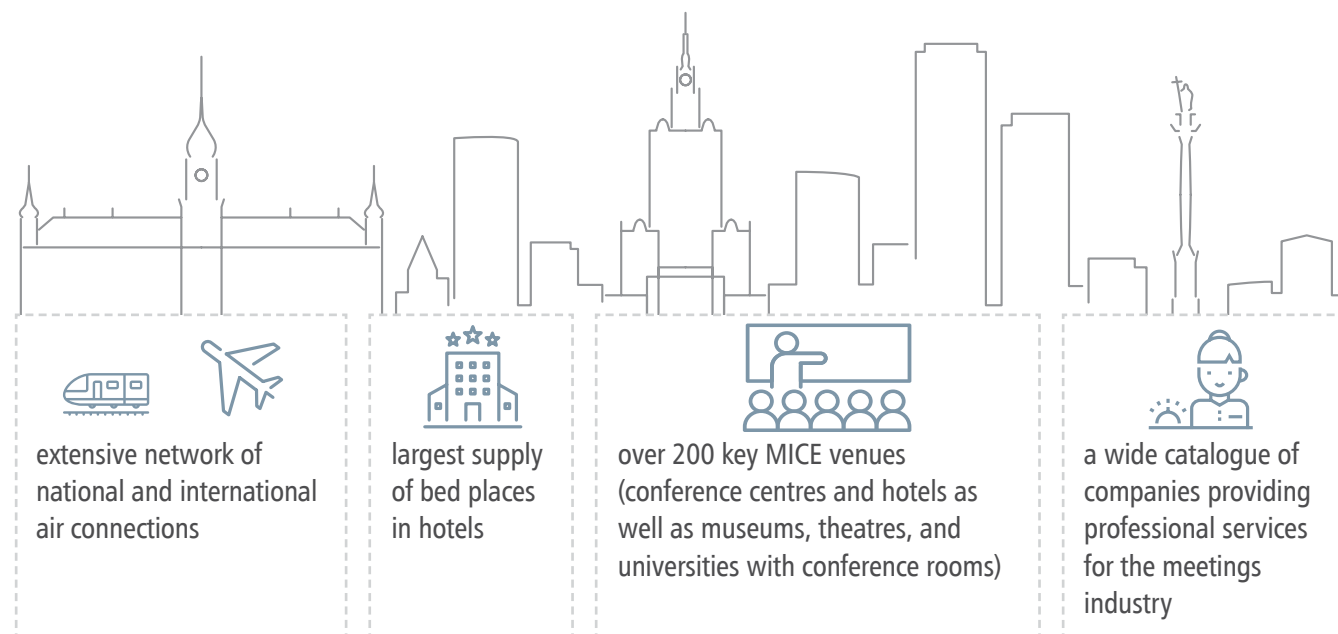 extensive network of
national and international
air connections
largest supply
of bed places
in hotels
over 200 key MICE venues
(conference centres and hotels as
well as museums, theatres, and
universities with conference rooms)
a wide catalogue of
companies providing
professional services
for the meetings
industry